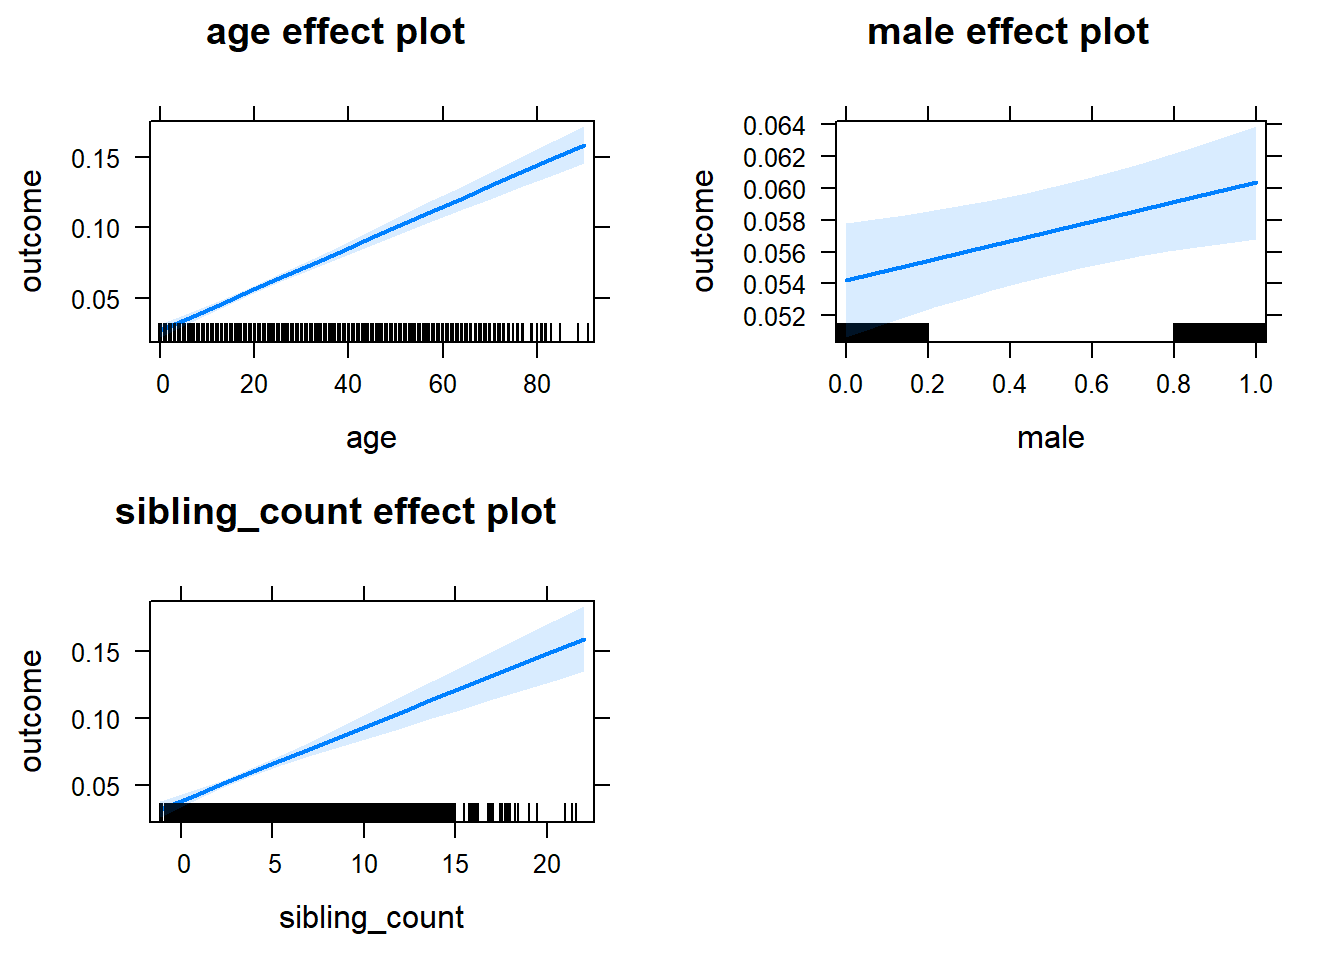 age effect plot
outcome
0.15
0.10
0.05
0 20 40 60 80
age
male effect plot
outcome
0.064
0.062
0.060
0.058
0.056
0.054
0.052
0.0 0.2 0.4 0.6 0.8 1.0
male
sibling_count effect plot
outcome
0.15
0.10
0.05
0 5 10 15 20
sibling_count